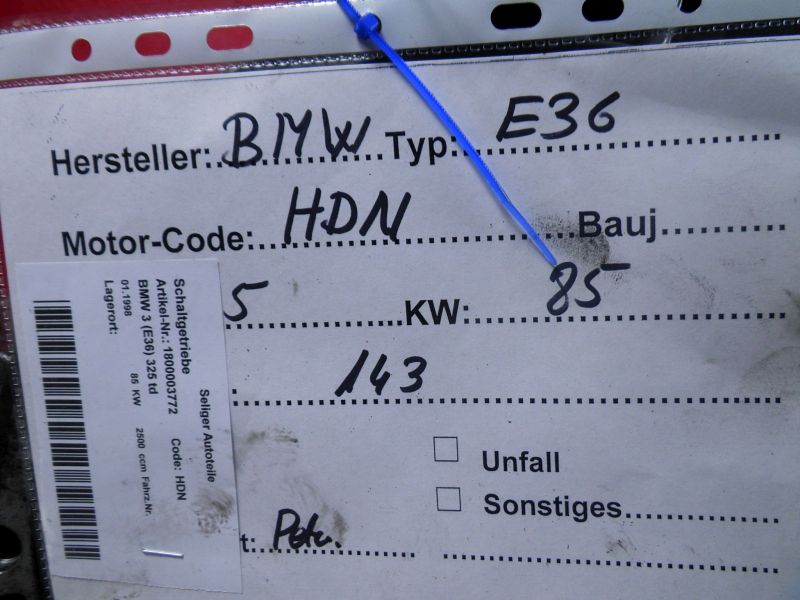 Hersteller: BMW Typ: E36
Motor-Code: HDN Bauj
5 KW: 85
143
Unfall
Sonstiges
t:
Seliger Autoteile
Schaltgetriebe Code: HDN
Artikel-Nr.: 1800003772
BMW 3 (E36) 325 td
01.1998 85 KW 2500 ccm Fahrz.Nr.
Lagerort: